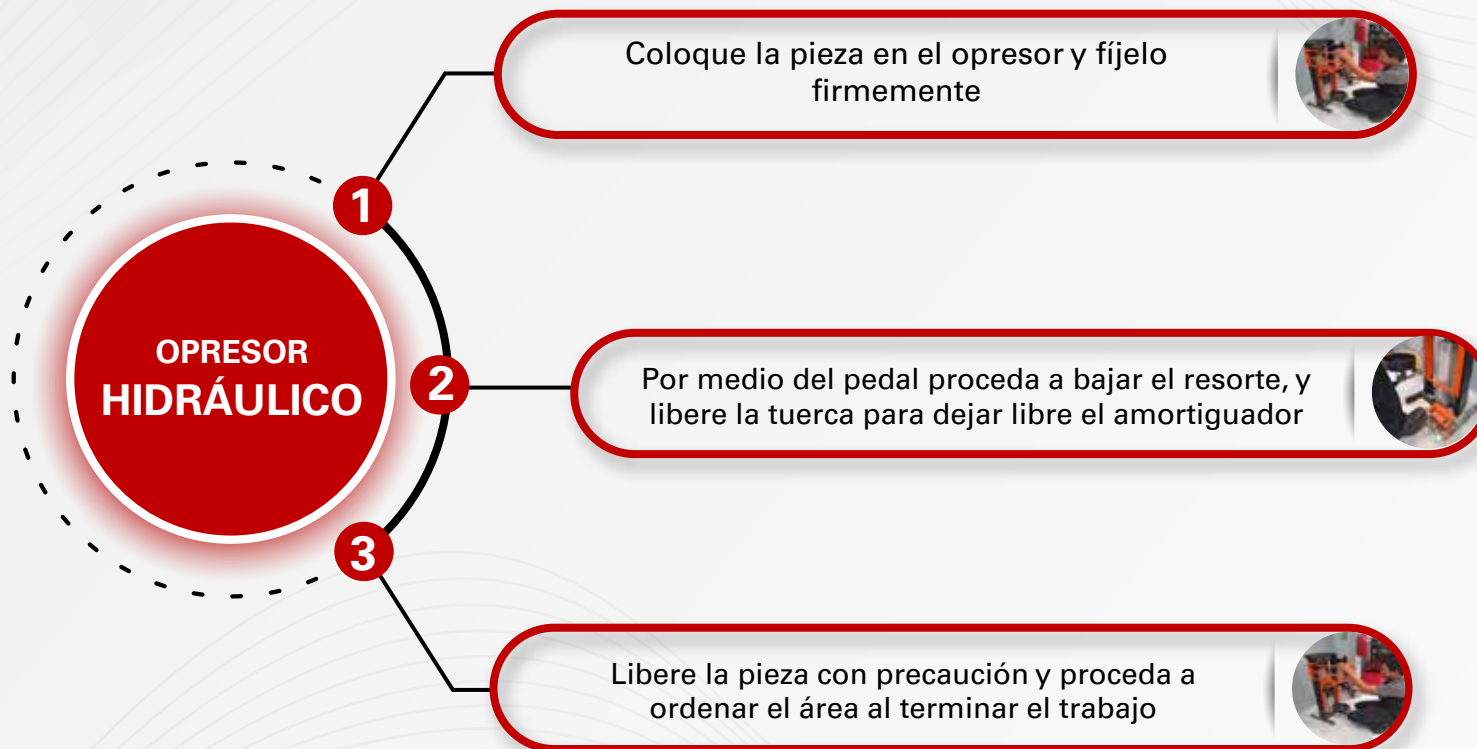 Coloque la pieza en el opresor y fíjelo
firmemente
1
OPRESOR
HIDRÁULICO
2
Por medio del pedal proceda a bajar el resorte, y
libere la tuerca para dejar libre el amortiguador
3
Libere la pieza con precaución y proceda a
ordenar el área al terminar el trabajo